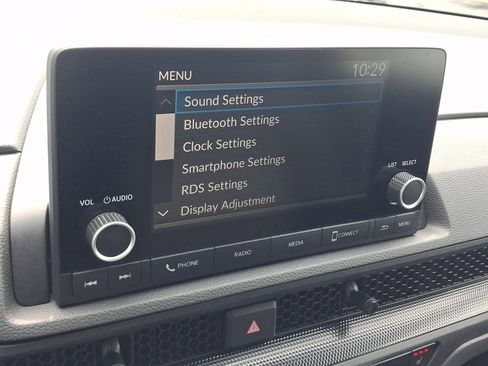 MENU 10:29
Sound Settings
Bluetooth Settings
Clock Settings
Smartphone Settings
RDS Settings
Display Adjustment
VOL AUDIO
LIST SELECT
PHONE RADIO MEDIA CONNECT MENU